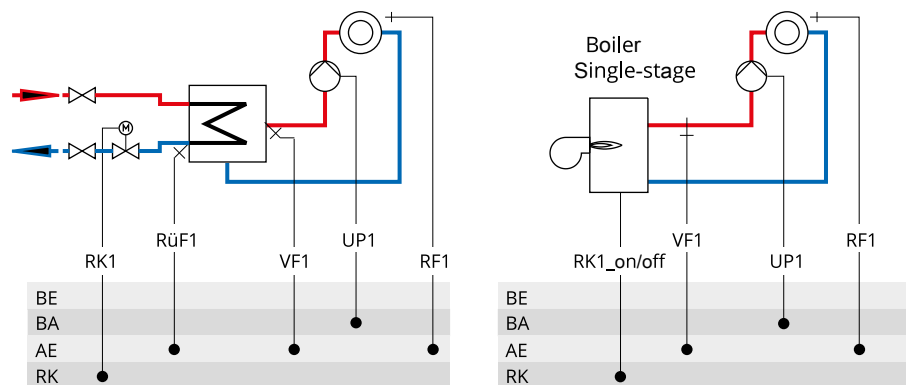 Boiler
Single-stage
M
RüF1
UP1
RK1
VF1
RF1
BE
BA
AE
RK
VF1
RF1
RK1_on/off
UP1
BE
BA
AE
RK